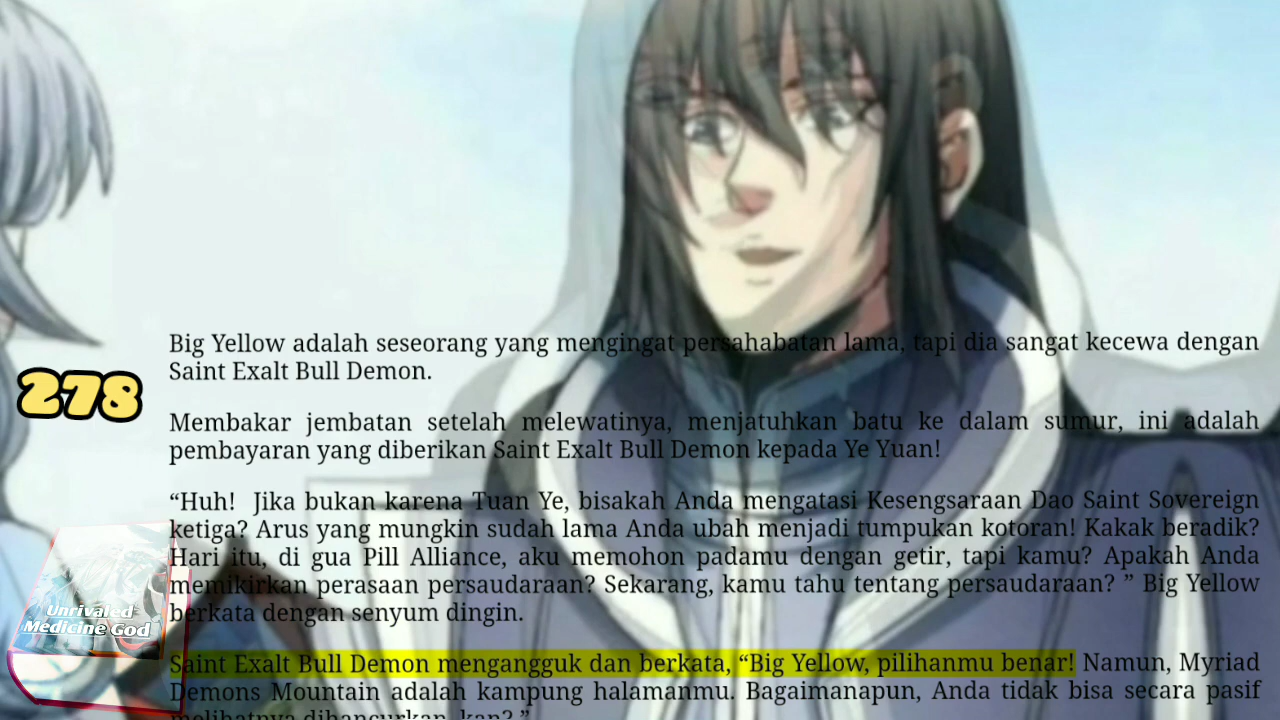 Big Yellow adalah seseorang yang mengingat persahabatan lama, tapi dia sangat kecewa dengan
Saint Exalt Bull Demon.
278
Membakar jembatan setelah melewatinya, menjatuhkan batu ke dalam sumur, ini adalah
pembayaran yang diberikan Saint Exalt Bull Demon kepada Ye Yuan!
“Huh! Jika bukan karena Tuan Ye, bisakah Anda mengatasi Kesengsaraan Dao Saint Sovereign
ketiga? Arus yang mungkin sudah lama Anda ubah menjadi tumpukan kotoran! Kakak beradik?
Hari itu, di gua Pill Alliance, aku memohon padamu dengan getir, tapi kamu? Apakah Anda
memikirkan perasaan persaudaraan? Sekarang, kamu tahu tentang persaudaraan? ” Big Yellow
berkata dengan senyum dingin.
Unrivaled
Medicine God
Saint Exalt Bull Demon mengangguk dan berkata, “Big Yellow, pilihanmu benar! Namun, Myriad
Demons Mountain adalah kampung halamanmu. Bagaimanapun, Anda tidak bisa secara pasif
melihatnya dihancurkan, kan? ”